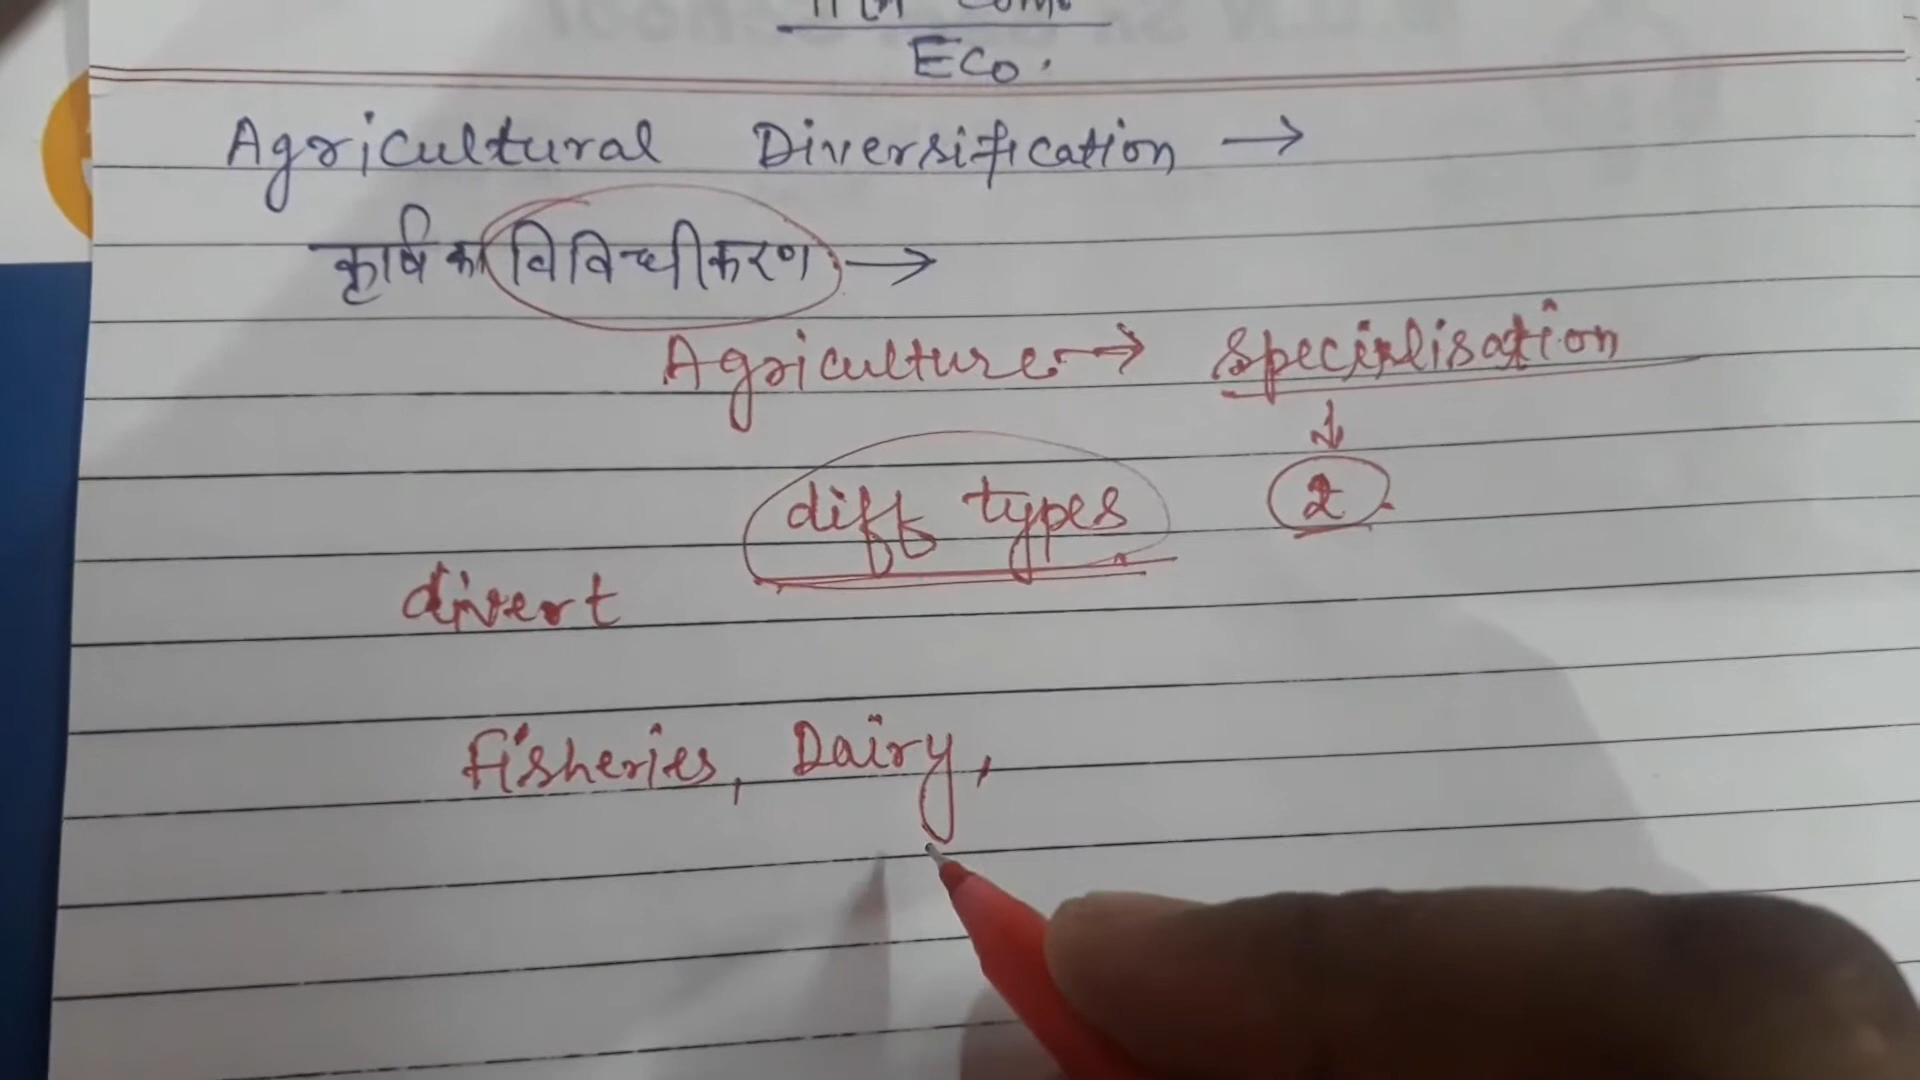 Eco.
Agricultural Diversification →
कृषि का विविधीकरण →
Agriculture → Specialisation
↓
diff types 2
divert
Fisheries, Dairy,